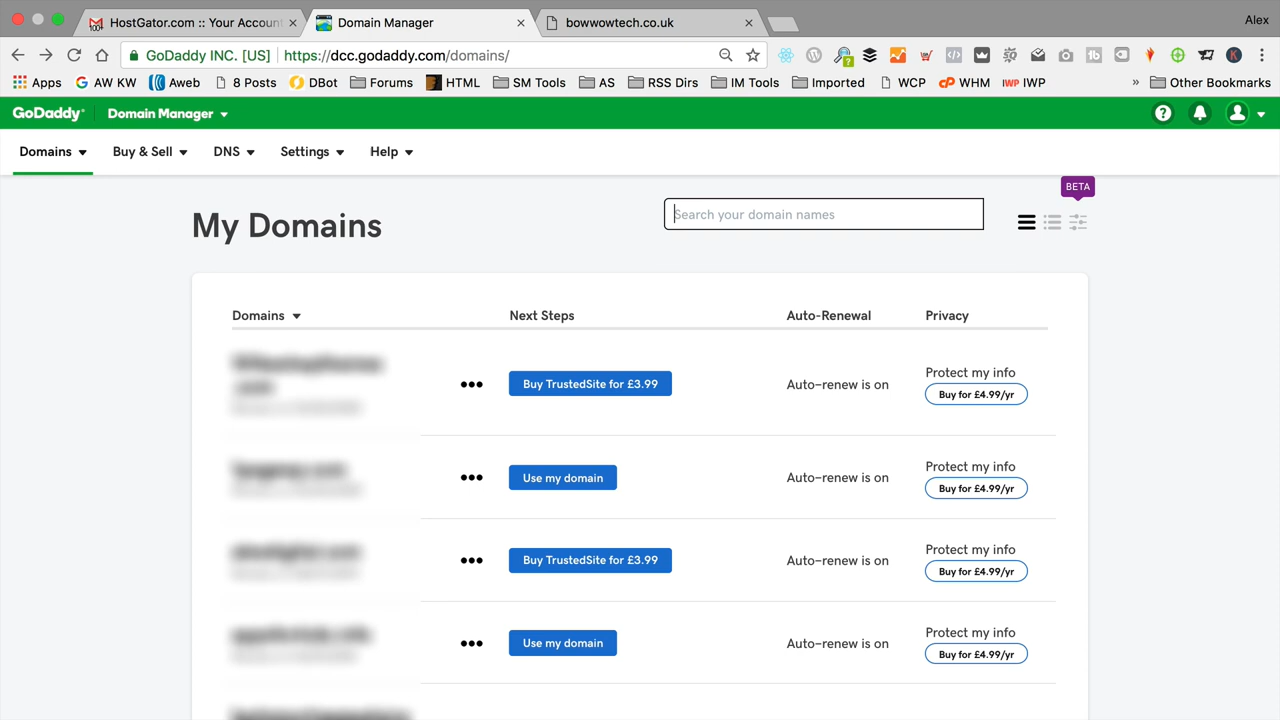 HostGator.com :: Your Account
Domain Manager
bowwowtech.co.uk
Alex
GoDaddy INC. [US]
https://dcc.godaddy.com/domains/
Apps
AW KW
Aweb
8 Posts
DBot
Forums
HTML
SM Tools
AS
RSS Dirs
IM Tools
Imported
WCP
WHM
IWP
IWP
»
Other Bookmarks
GoDaddy
Domain Manager
Domains
Buy & Sell
DNS
Settings
Help
BETA
My Domains
Search your domain names
Domains
Next Steps
Auto-Renewal
Privacy
Buy TrustedSite for £3.99
Auto-renew is on
Protect my info
Buy for £4.99/yr
Use my domain
Auto-renew is on
Protect my info
Buy for £4.99/yr
Buy TrustedSite for £3.99
Auto-renew is on
Protect my info
Buy for £4.99/yr
Use my domain
Auto-renew is on
Protect my info
Buy for £4.99/yr